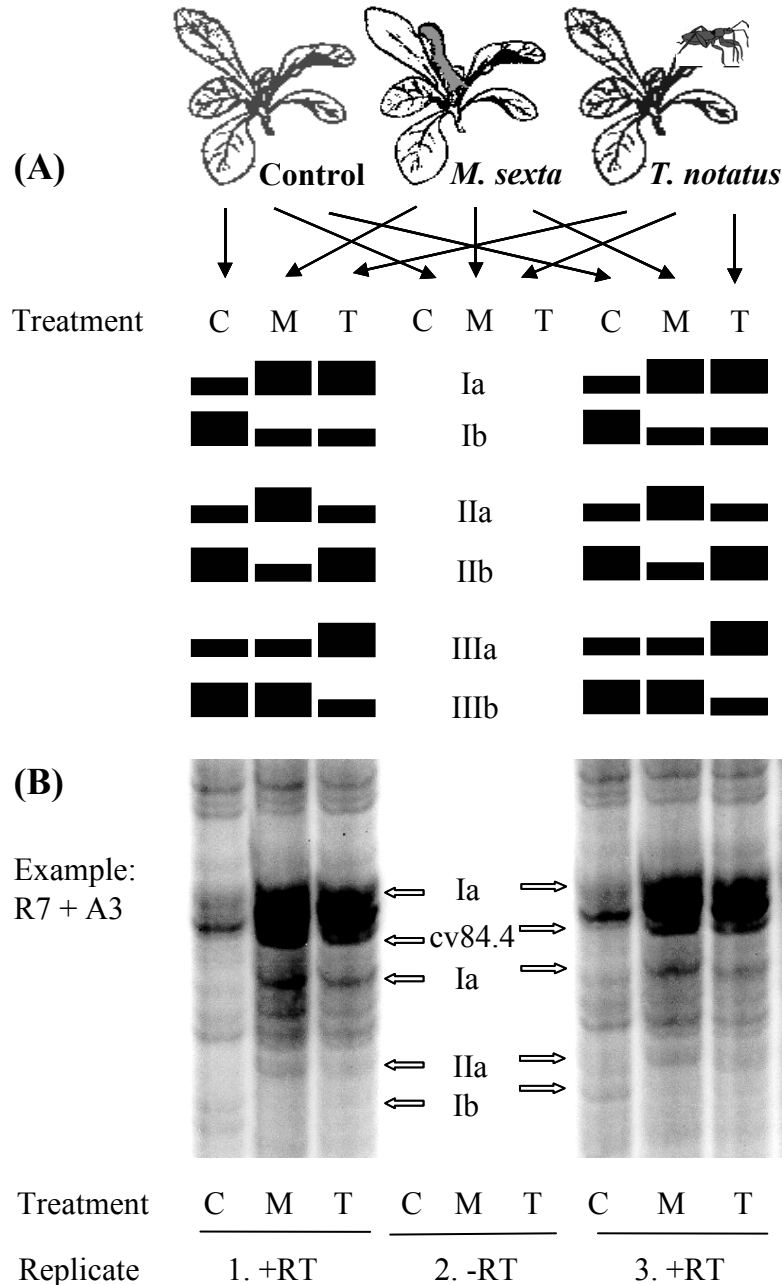 (A)
Control M. sexta T. notatus
Treatment C M T C M T C M T
Ia
Ib
IIa
IIb
IIIa
IIIb
(B)
Example:
R7 + A3
Ia
cv84.4
Ia
IIa
Ib
Treatment C M T C M T C M T
Replicate 1. +RT 2. -RT 3. +RT